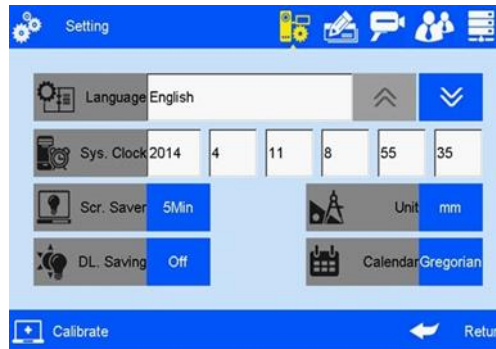 Setting
Language English
Sys. Clock 2014 4 11 8 55 35
Scr. Saver 5Min Unit mm
DL. Saving Off Calendar Gregorian
Calibrate Retur